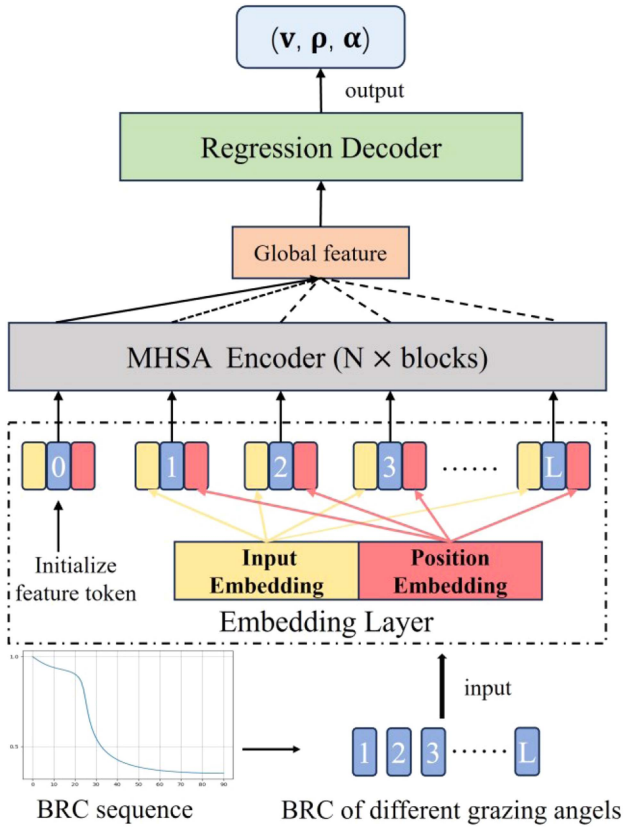 (v, ρ, α)
output
Regression Decoder
Global feature
MHSA Encoder (N × blocks)
0 1 2 3 ...... L
Initialize
feature token
Input
Embedding
Position
Embedding
Embedding Layer
1.0
0.5
0 10 20 30 40 50 60 70 80 90
input
1 2 3 ...... L
BRC sequence
BRC of different grazing angels